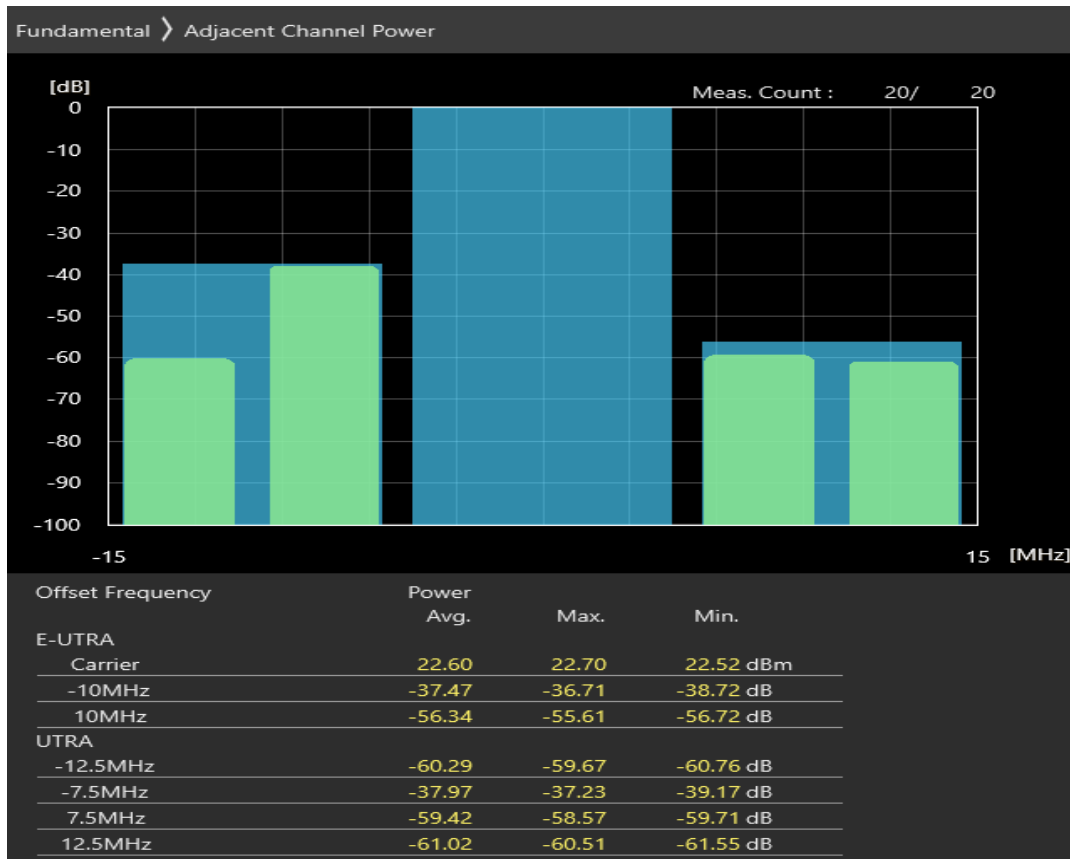 Fundamental ❯ Adjacent Channel Power
[dB]
Meas. Count : 20/ 20
0
-10
-20
-30
-40
-50
-60
-70
-80
-90
-100
-15 15 [MHz]
Offset Frequency Power
Avg. Max. Min.
E-UTRA
Carrier 22.60 22.70 22.52 dBm
-10MHz -37.47 -36.71 -38.72 dB
10MHz -56.34 -55.61 -56.72 dB
UTRA
-12.5MHz -60.29 -59.67 -60.76 dB
-7.5MHz -37.97 -37.23 -39.17 dB
7.5MHz -59.42 -58.57 -59.71 dB
12.5MHz -61.02 -60.51 -61.55 dB